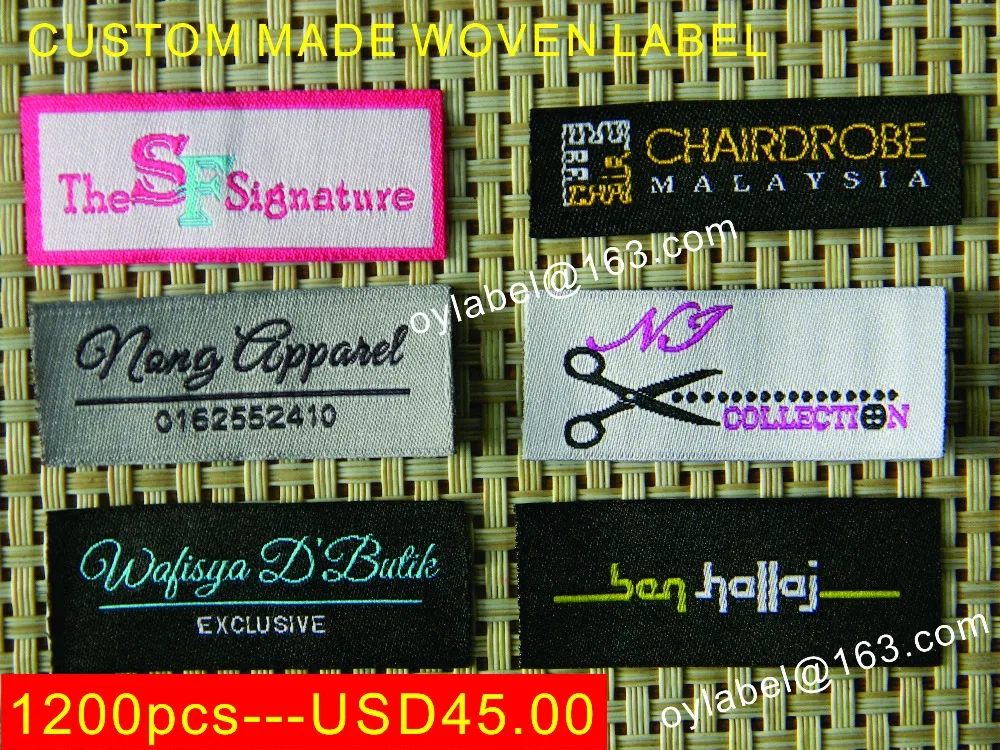 CUSTOM MADE WOVEN LABEL
The SF Signature
CHAIRDROBE
MALAYSIA
oylabel@163.com
Nong Apparel
0162552410
NJ
COLLECTION
Wafisya D'Butik
EXCLUSIVE
ben hallaj
oylabel@163.com
1200pcs---USD45.00